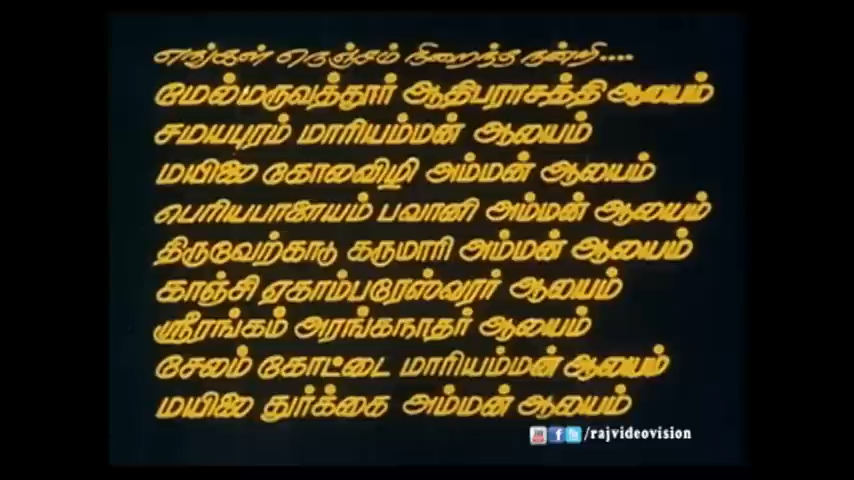 எங்கள் நெஞ்சம் நிறைந்த நன்றி....
மேல்மருவத்தூர் ஆதிபராசத்தி ஆலயம்
சமயபுரம் மாரியம்மன் ஆலயம்
மயிலை கோலவிழி அம்மன் ஆலயம்
பெரியபாளையம் பவானி அம்மன் ஆலயம்
திருவேற்காடு கருமாரி அம்மன் ஆலயம்
காஞ்சி ஏகாம்பரேஸ்வரர் ஆலயம்
ஸ்ரீரங்கம் அரங்கநாதர் ஆலயம்
சேலம் கோட்டை மாரியம்மன் ஆலயம்
மயிலை துர்க்கை அம்மன் ஆலயம்
/rajvideovision